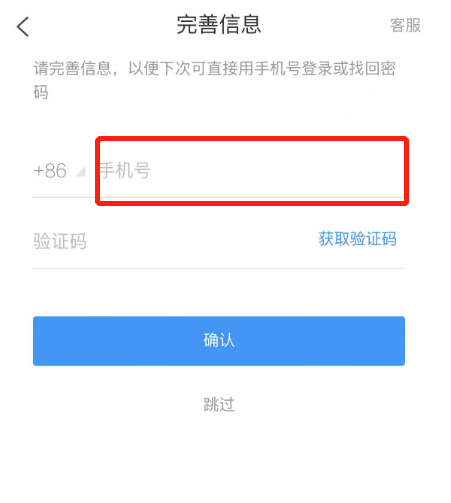 完善信息
客服
请完善信息，以便下次可直接用手机号登录或找回密
码
+86 手机号
验证码
获取验证码
确认
跳过